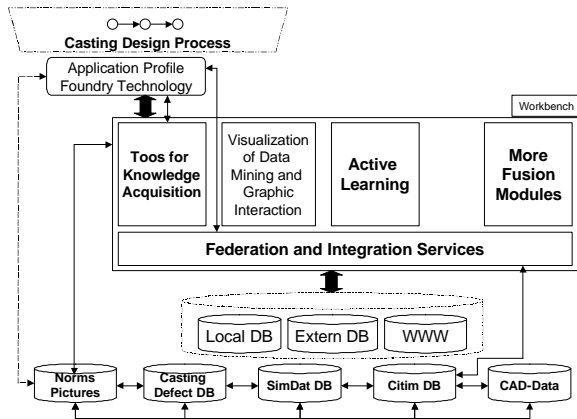 Casting Design Process
Application Profile
Foundry Technology
Workbench
Toos for
Knowledge
Acquisition
Visualization
of Data
Mining and
Graphic
Interaction
Active
Learning
More
Fusion
Modules
Federation and Integration Services
Local DB
Extern DB
WWW
Norms
Pictures
Casting
Defect DB
SimDat DB
Citim DB
CAD-Data